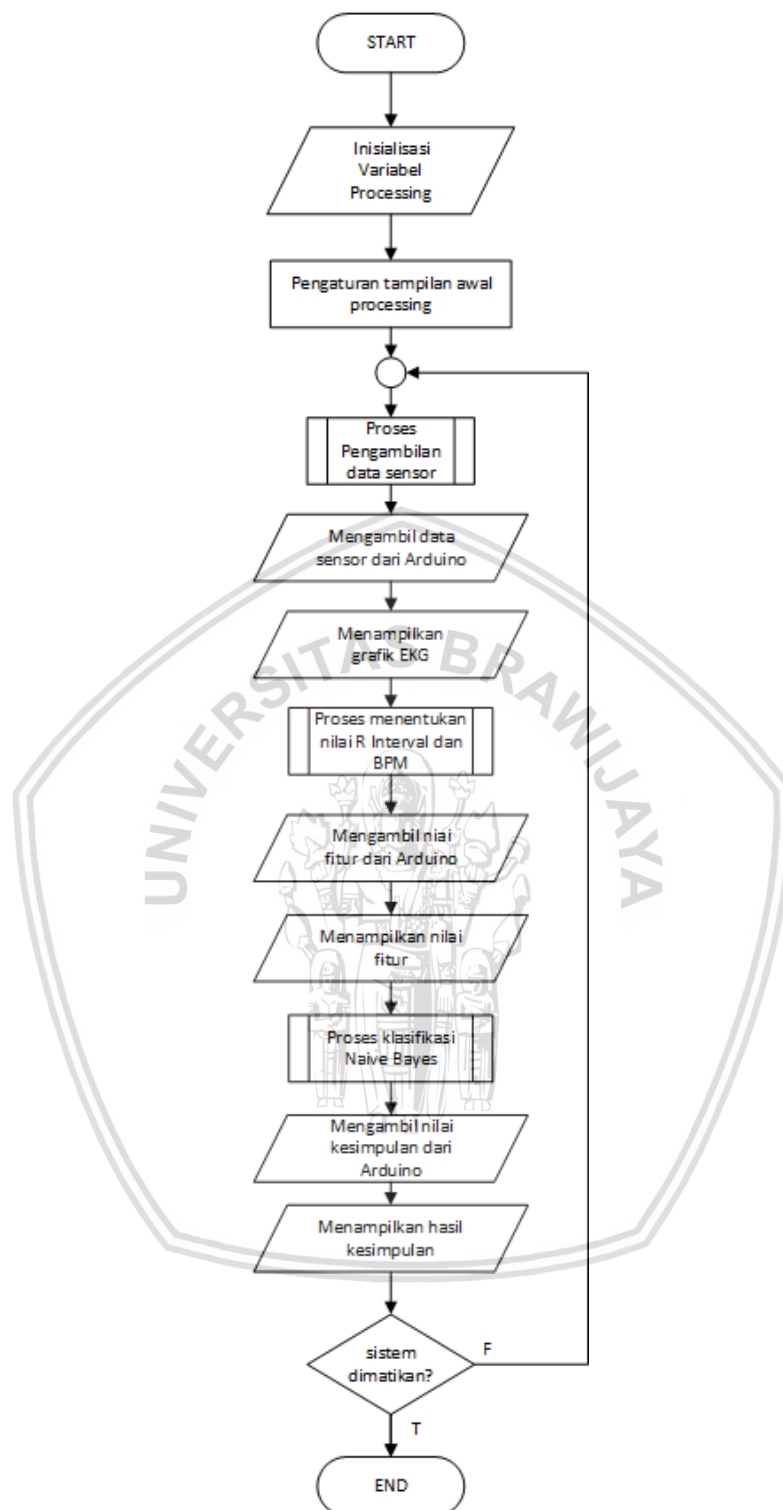 START
Inisialisasi
Variabel
Processing
Pengaturan tampilan awal
processing
Proses
Pengambilan
data sensor
Mengambil data
sensor dari Arduino
Menampilkan
grafik EKG
Proses menentukan
nilai R Interval dan
BPM
Mengambil niai
fitur dari Arduino
Menampilkan nilai
fitur
Proses klasifikasi
Naive Bayes
Mengambil nilai
kesimpulan dari
Arduino
Menampilkan hasil
kesimpulan
sistem
dimatikan?
F
T
END
UNIVERSITAS BRAWIJAYA